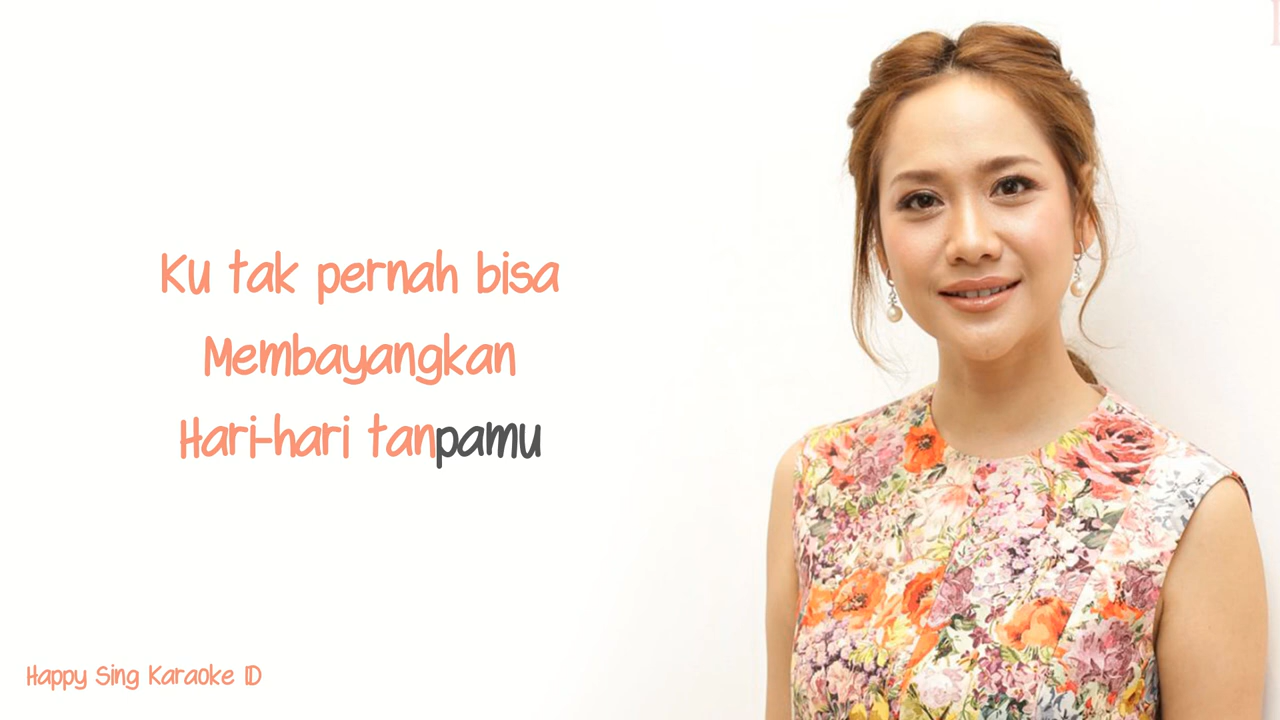 Ku tak pernah bisa
Membayangkan
Hari-hari tanpamu
Happy Sing Karaoke ID